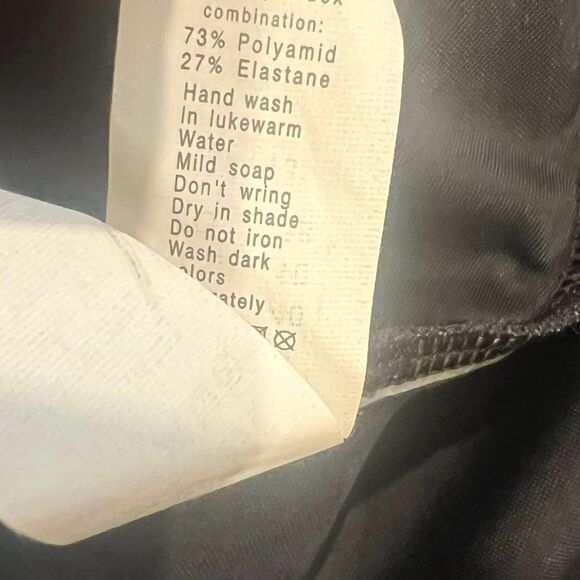 combination:
73% Polyamid
27% Elastane
Hand wash
In lukewarm
Water
Mild soap
Don't wring
Dry in shade
Do not iron
Wash dark